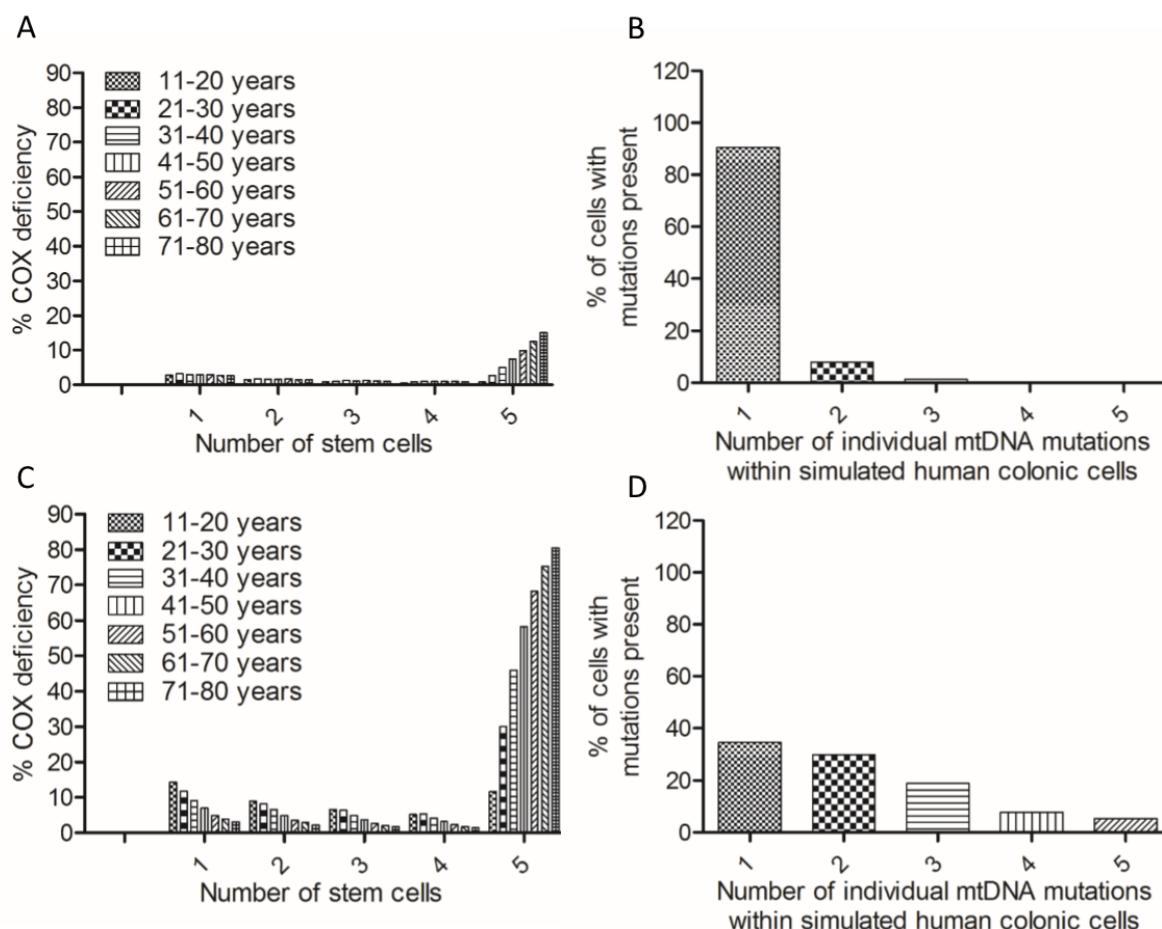 A
90
80
70
60
50
40
30
20
10
0
% COX deficiency
11-20 years
21-30 years
31-40 years
41-50 years
51-60 years
61-70 years
71-80 years
1 2 3 4 5
Number of stem cells
B
120
100
80
60
40
20
0
% of cells with
mutations present
1 2 3 4 5
Number of individual mtDNA mutations
within simulated human colonic cells
C
90
80
70
60
50
40
30
20
10
0
% COX deficiency
11-20 years
21-30 years
31-40 years
41-50 years
51-60 years
61-70 years
71-80 years
1 2 3 4 5
Number of stem cells
D
120
100
80
60
40
20
0
% of cells with
mutations present
1 2 3 4 5
Number of individual mtDNA mutations
within simulated human colonic cells